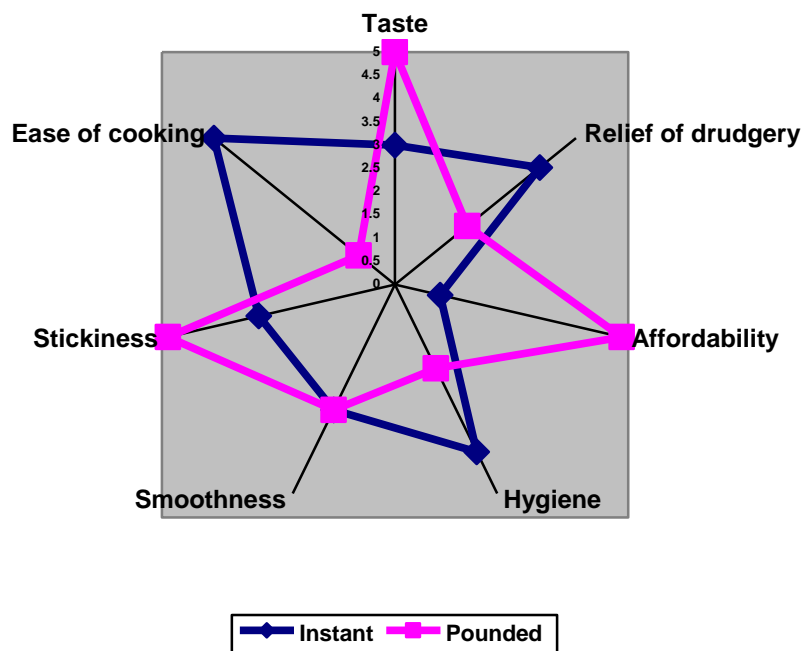 Taste
5
4.5
4
3.5
3
2.5
2
1.5
1
0.5
0
Ease of cooking
Relief of drudgery
Stickiness
Affordability
Smoothness
Hygiene
Instant
Pounded